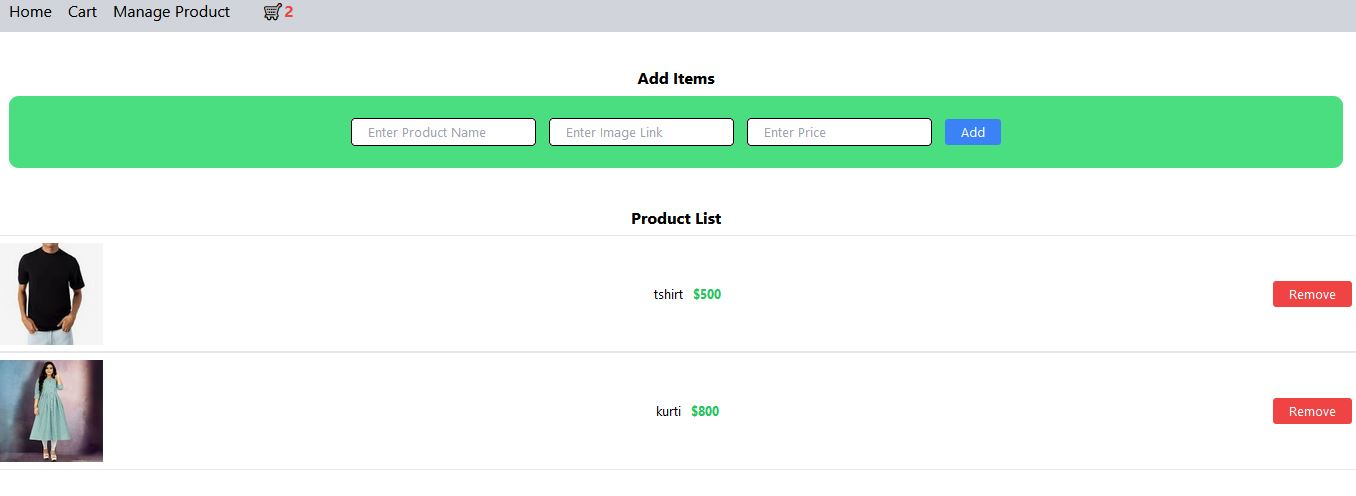 Home Cart Manage Product 2
Add Items
Enter Product Name Enter Image Link Enter Price Add
Product List
tshirt $500 Remove
kurti $800 Remove